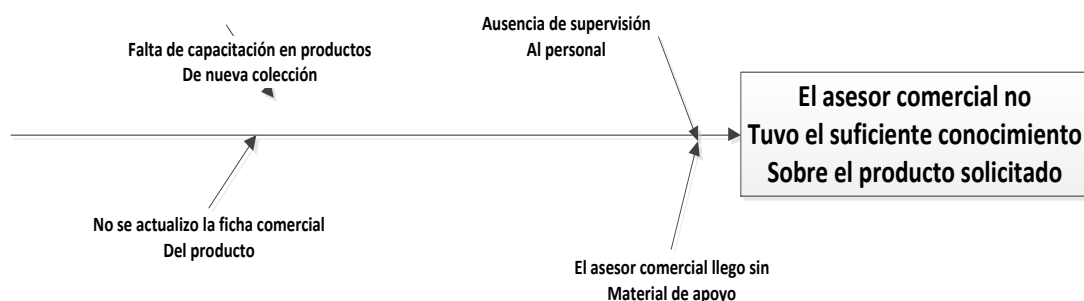 Falta de capacitación en productos
De nueva colección
Ausencia de supervisión
Al personal
El asesor comercial no
Tuvo el suficiente conocimiento
Sobre el producto solicitado
No se actualizo la ficha comercial
Del producto
El asesor comercial llego sin
Material de apoyo